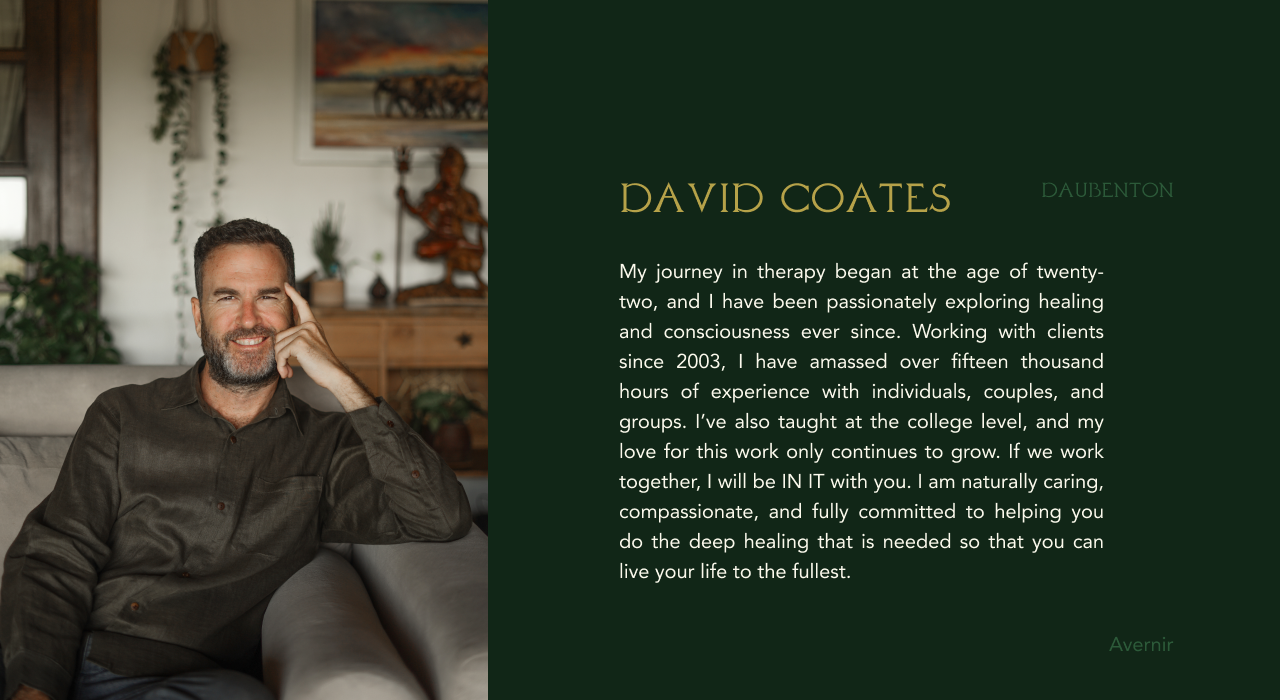 DAVID COATES
DAUBENTON
My journey in therapy began at the age of twenty-
two, and I have been passionately exploring healing
and consciousness ever since. Working with clients
since 2003, I have amassed over fifteen thousand
hours of experience with individuals, couples, and
groups. I’ve also taught at the college level, and my
love for this work only continues to grow. If we work
together, I will be IN IT with you. I am naturally caring,
compassionate, and fully committed to helping you
do the deep healing that is needed so that you can
live your life to the fullest.
Avernir